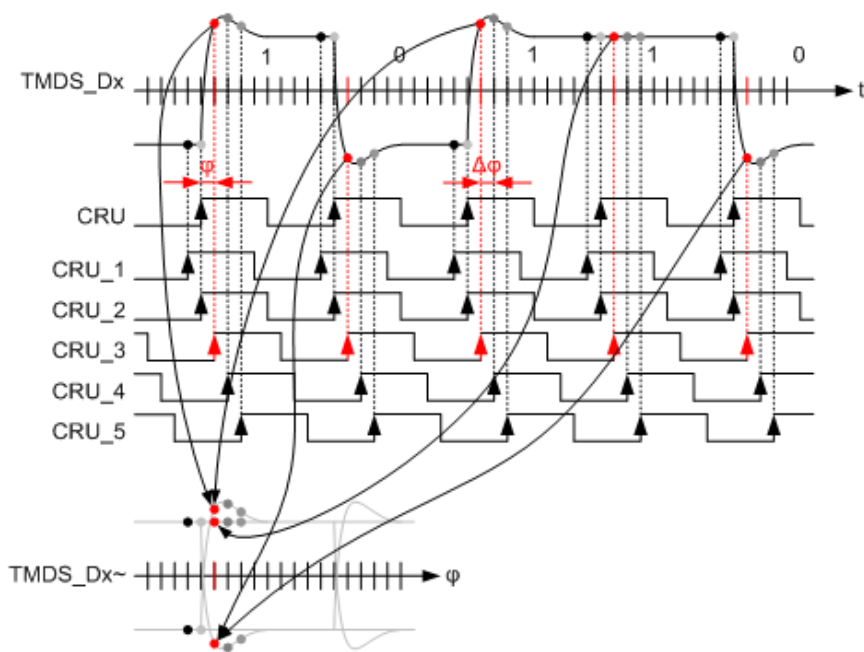 1 0 1 1 0
TMDS_Dx t
φ Δφ
CRU
CRU_1
CRU_2
CRU_3
CRU_4
CRU_5
TMDS_Dx~ φ